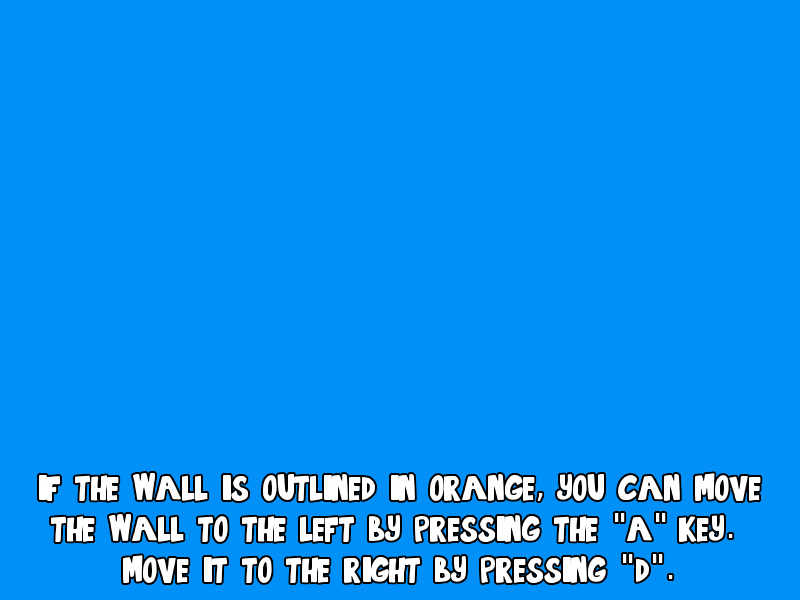 IF THE WALL IS OUTLINED IN ORANGE, YOU CAN MOVE
THE WALL TO THE LEFT BY PRESSING THE "A" KEY.
MOVE IT TO THE RIGHT BY PRESSING "D".